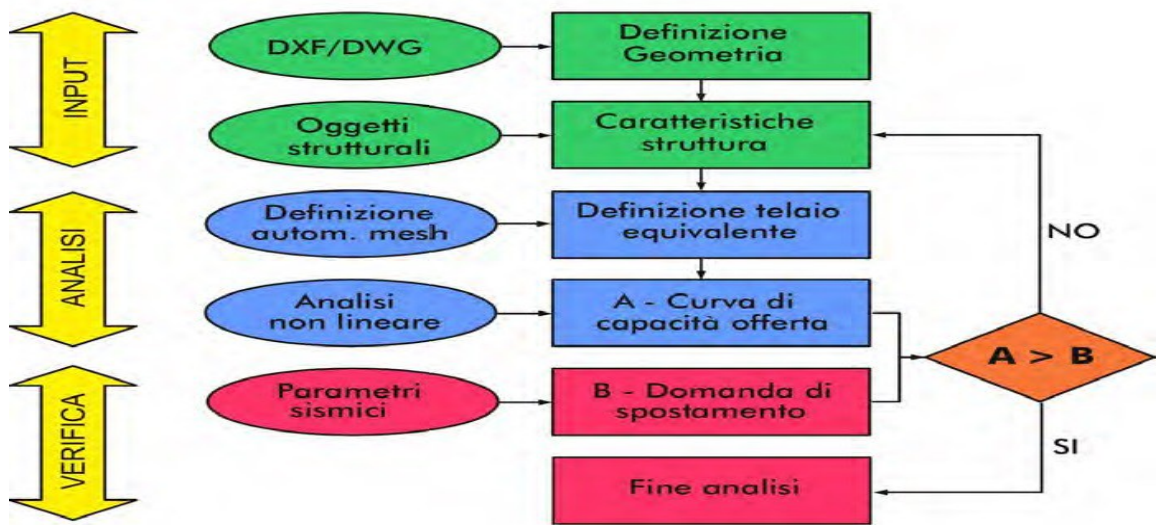 INPUT
DXF/DWG
Definizione
Geometria
Oggetti
strutturali
Caratteristiche
struttura
ANALISI
Definizione
autom. mesh
Definizione telaio
equivalente
NO
Analisi
non lineare
A - Curva di
capacità offerta
A > B
VERIFICA
Parametri
sismici
B - Domanda di
spostamento
SI
Fine analisi